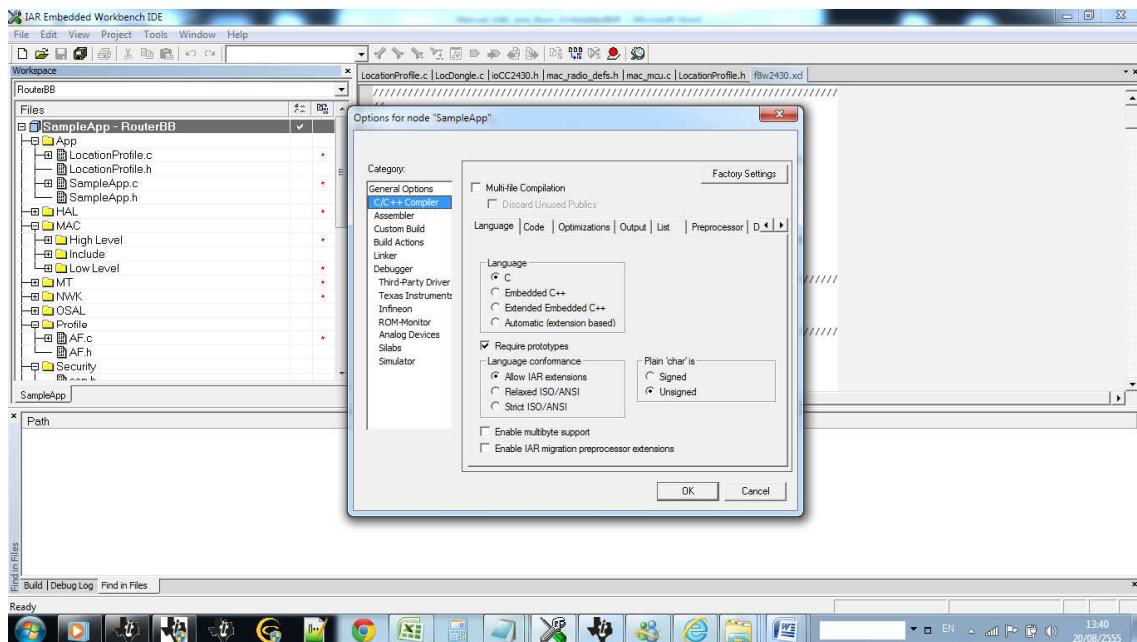 IAR Embedded Workbench IDE
File Edit View Project Tools Window Help
Workspace
LocationProfile.c | LocDongle.c | ioCC2430.h | mac_radio_defs.h | mac_mcu.c | LocationProfile.h | f8w2430.xcl
RouterBB
Files
SampleApp - RouterBB
App
LocationProfile.c
LocationProfile.h
SampleApp.c
SampleApp.h
HAL
MAC
High Level
Include
Low Level
MT
NWK
OSAL
Profile
AF.c
AF.h
Security
SampleApp
Options for node "SampleApp"
Category:
General Options
C/C++ Compiler
Assembler
Custom Build
Build Actions
Linker
Debugger
Third-Party Driver
Texas Instruments
Infineon
ROM-Monitor
Analog Devices
Silabs
Simulator
Factory Settings
Multi-file Compilation
Discard Unused Publics
Language Code Optimizations Output List Preprocessor D
Language
C
Embedded C++
Extended Embedded C++
Automatic (extension based)
Require prototypes
Language conformance
Allow IAR extensions
Relaxed ISO/ANSI
Strict ISO/ANSI
Plain 'char' is
Signed
Unsigned
Enable multibyte support
Enable IAR migration preprocessor extensions
OK Cancel
Path
Find in Files
Build | Debug Log Find in Files
Ready
EN
13:40
20/08/2555